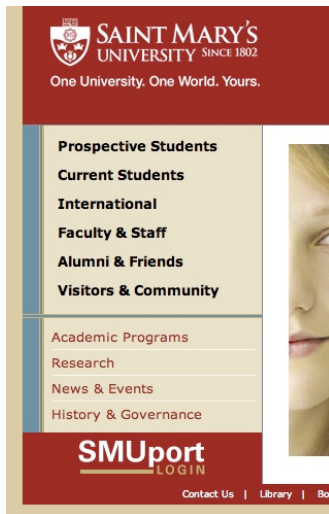 SAINT MARY'S
UNIVERSITY SINCE 1802
One University. One World. Yours.
Prospective Students
Current Students
International
Faculty & Staff
Alumni & Friends
Visitors & Community
Academic Programs
Research
News & Events
History & Governance
SMUport
LOGIN
Contact Us | Library |